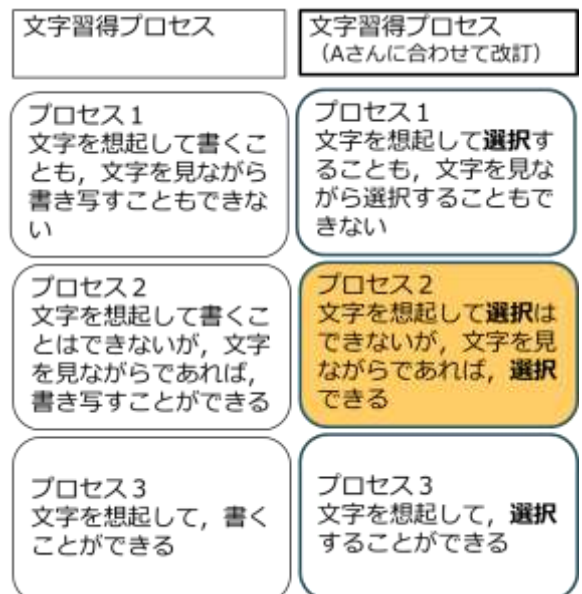 文字習得プロセス
文字習得プロセス
（Aさんに合わせて改訂）
プロセス１
文字を想起して書くこ
とも，文字を見ながら
書き写すこともできな
い
プロセス１
文字を想起して選択す
ることも，文字を見な
がら選択することもで
きない
プロセス２
文字を想起して書くこ
とはできないが，文字
を見ながらであれば，
書き写すことができる
プロセス２
文字を想起して選択は
できないが，文字を見
ながらであれば，選択
できる
プロセス３
文字を想起して，書く
ことができる
プロセス３
文字を想起して，選択
することができる